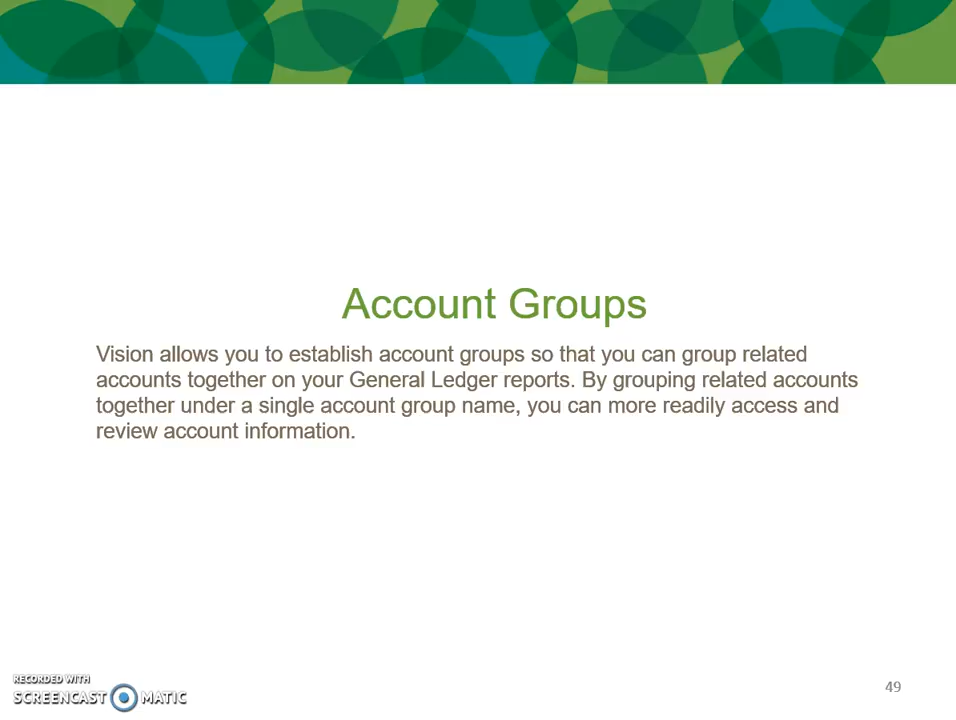 Account Groups
Vision allows you to establish account groups so that you can group related
accounts together on your General Ledger reports. By grouping related accounts
together under a single account group name, you can more readily access and
review account information.
RECORDED WITH
SCREENCAST MATIC
49